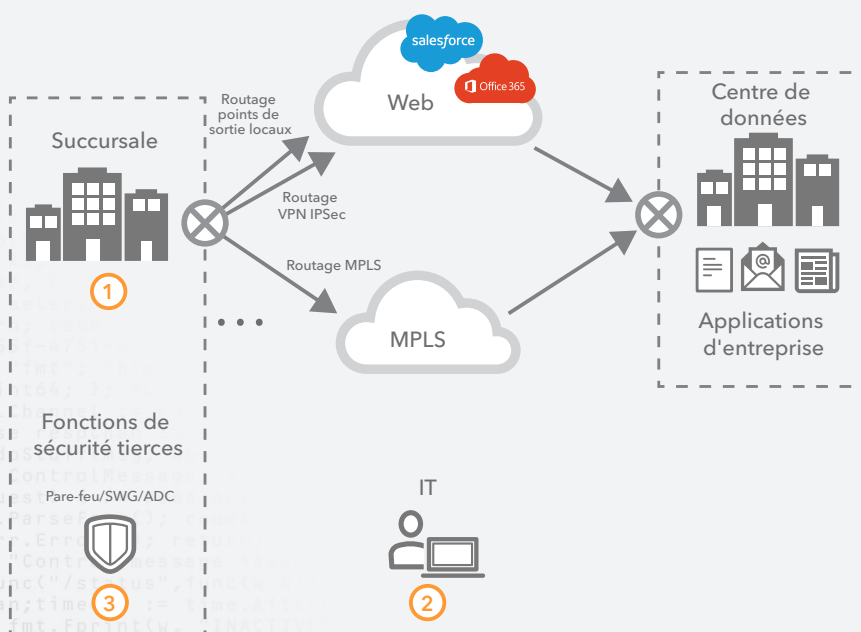 salesforce
Office 365
Web
Centre de
données
Routage
points de
sortie locaux
Succursale
Routage
VPN IPSec
Routage MPLS
1
...
MPLS
@
Applications
d'entreprise
Fonctions de
sécurité tierces
Pare-feu/SWG/ADC
IT
3
2